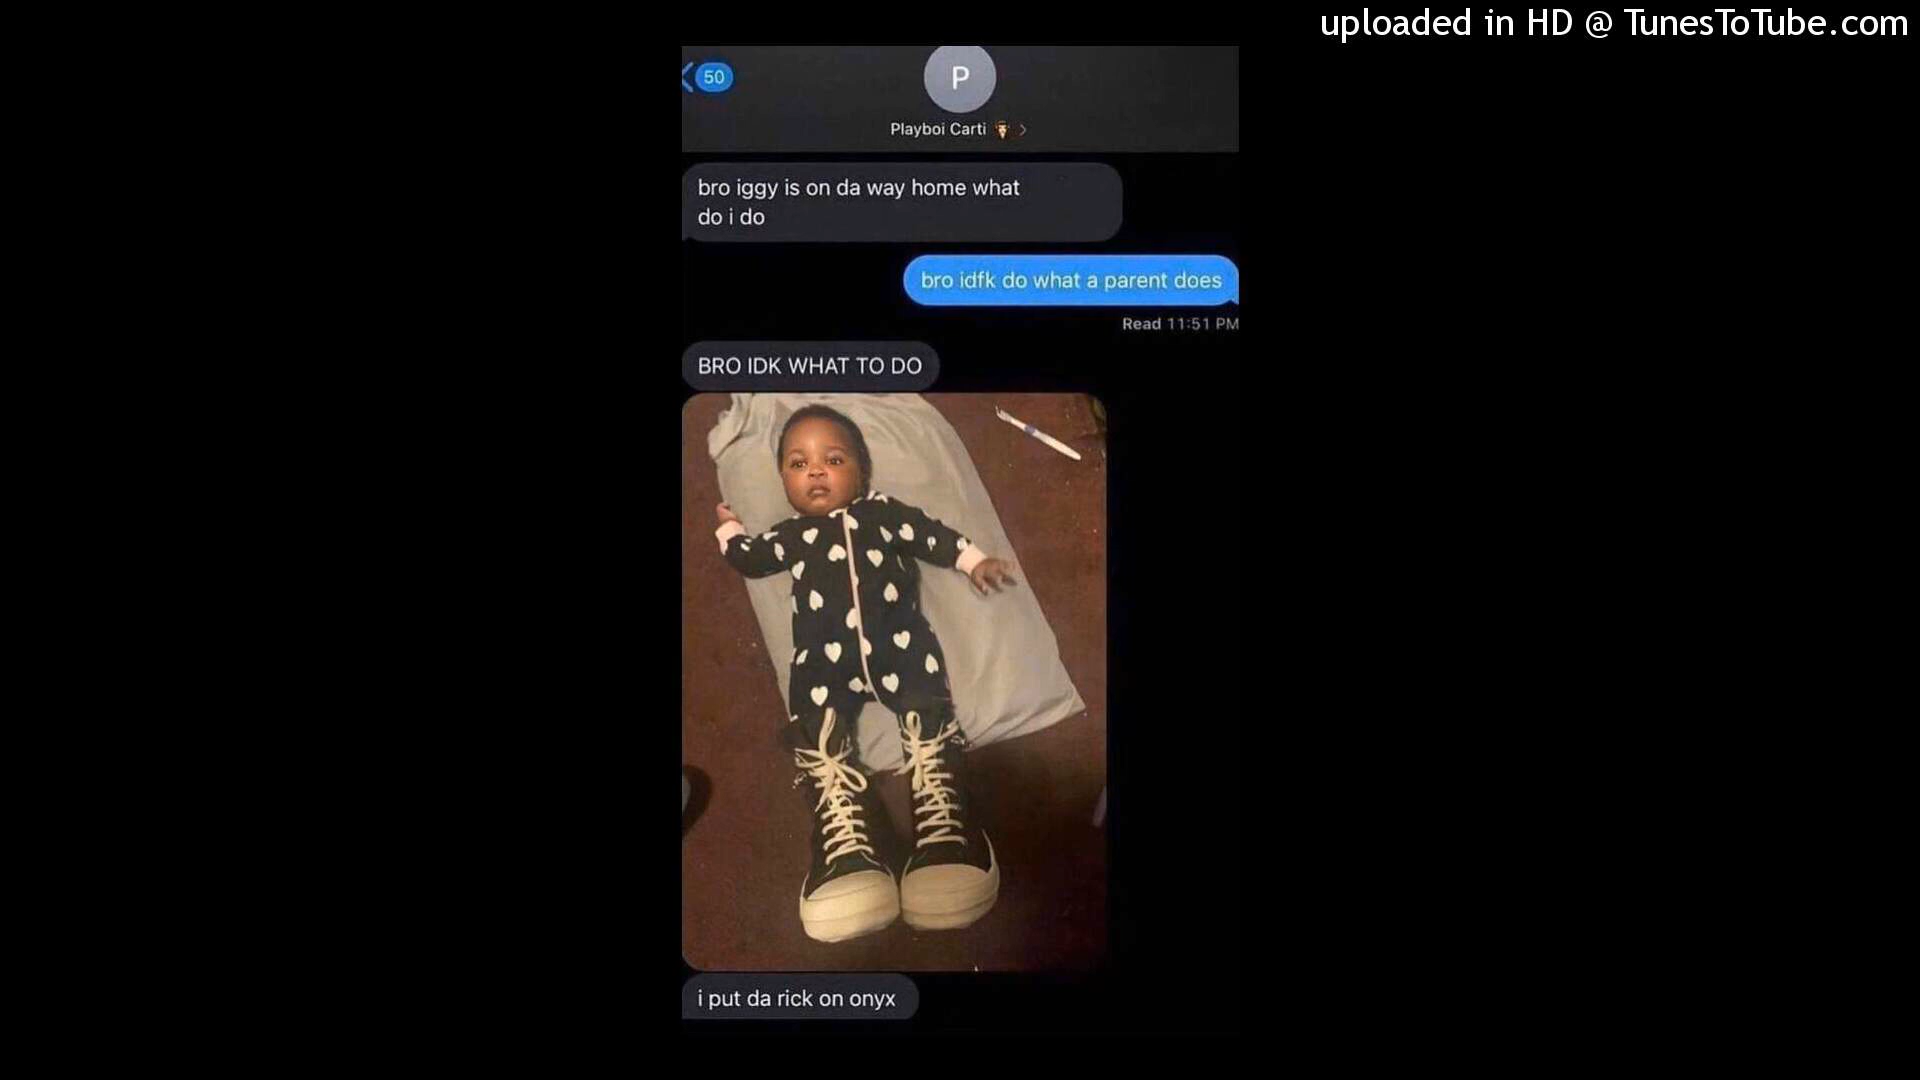 uploaded in HD @ TunesToTube.com
50
P
Playboi Carti
bro iggy is on da way home what
do i do
bro idfk do what a parent does
Read 11:51 PM
BRO IDK WHAT TO DO
i put da rick on onyx